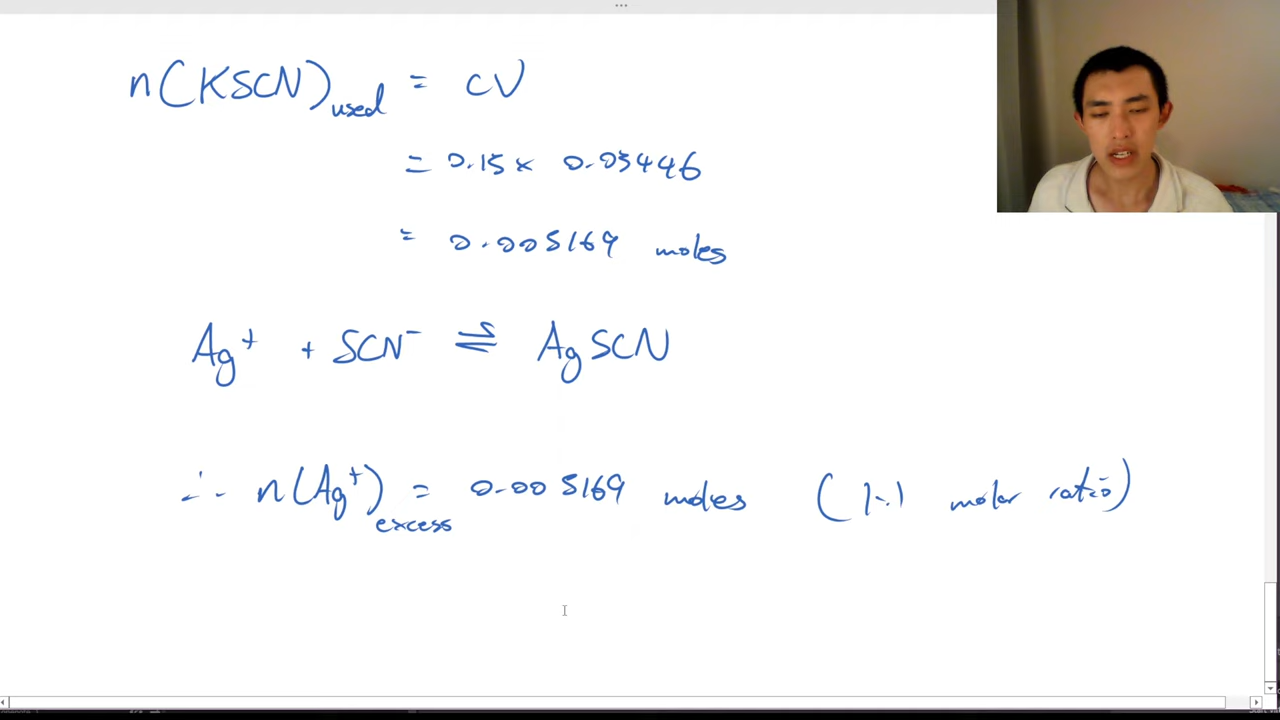 n(KSCN)used = cV
= 0.15 × 0.03446
= 0.005169 moles
Ag⁺ + SCN⁻ ⇌ AgSCN
∴ n(Ag⁺)excess = 0.005169 moles (1:1 molar ratio)